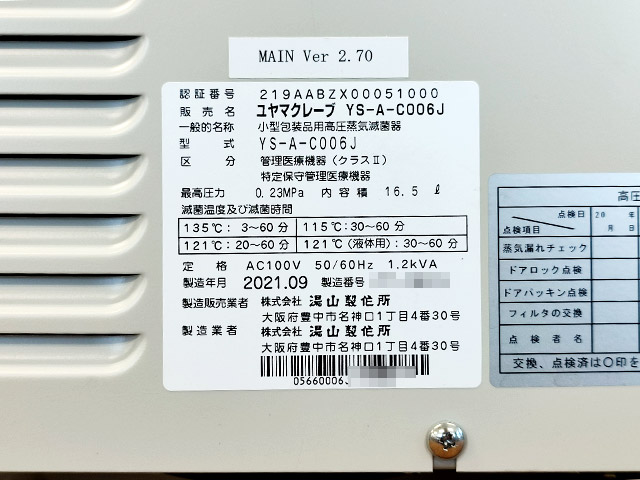 MAIN Ver 2.70
認証番号 219AABZX00051000
販売名 ユヤマクレーブ YS-A-C006J
一般的名称 小型包装品用高圧蒸気滅菌器
型式 YS-A-C006J
区分 管理医療機器(クラスⅡ)
特定保守管理医療機器
最高圧力 0.23MPa 内容積 16.5ℓ
滅菌温度及び滅菌時間
135℃: 3~60分 115℃:30~60分
121℃:20~60分 121℃(液体用):30~60分
定格 AC100V 50/60Hz 1.2kVA
製造年月 2021.09 製造番号
製造販売業者 株式会社 湯山製作所
大阪府豊中市名神口1丁目4番30号
製造業者 株式会社 湯山製作所
大阪府豊中市名神口1丁目4番30号
05660006
高圧
点検日 20 年
点検項目 月 日
蒸気漏れチェック
ドアロック点検
ドアパッキン点検
フィルタの交換
点検者名
交換、点検済は〇印を